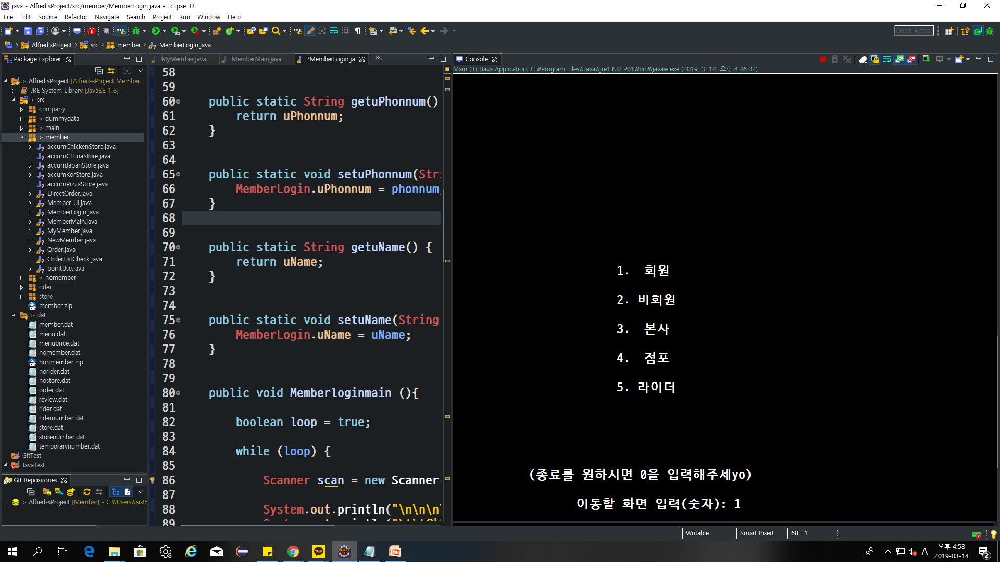 java - Alfred'sProject/src/member/MemberLogin.java - Eclipse IDE
File Edit Source Refactor Navigate Search Project Run Window Help
Quick Access
Alfred'sProject > src > member > MemberLogin.java
Package Explorer
> Alfred'sProject [Alfred-sProject Member]
JRE System Library [JavaSE-1.8]
> src
company
> dummydata
> main
> member
accumChickenStore.java
accumCHinaStore.java
accumJapanStore.java
accumKorStore.java
accumPizzaStore.java
DirectOrder.java
Member_UI.java
MemberLogin.java
MemberMain.java
MyMember.java
NewMember.java
Order.java
OrderListCheck.java
pointUse.java
> nomember
rider
store
member.zip
> dat
member.dat
menu.dat
menuprice.dat
nomember.dat
nonmember.zip
norider.dat
nostore.dat
order.dat
review.dat
rider.dat
ridernumber.dat
store.dat
storenumber.dat
temporarynumber.dat
GitTest
JavaTest
Git Repositories
> Alfred-sProject [Member] - C:₩Users₩sist5
MyMember.java MemberMain.java *MemberLogin.ja »2
58
59
60 public static String getuPhonnum()
61 return uPhonnum;
62 }
63
64
65 public static void setuPhonnum(Stri
66 MemberLogin.uPhonnum = phonnum
67 }
68
69
70 public static String getuName() {
71 return uName;
72 }
73
74
75 public static void setuName(String
76 MemberLogin.uName = uName;
77 }
78
79
80 public void Memberloginmain (){
81
82 boolean loop = true;
83
84 while (loop) {
85
86 Scanner scan = new Scanner(
87
88 System.out.println("\n\n\n\
89
Console
Main (3) [Java Application] C:₩Program Files₩Java₩jre1.8.0_201₩bin₩javaw.exe (2019. 3. 14. 오후 4:46:02)
1. 회원
2. 비회원
3. 본사
4. 점포
5. 라이더
(종료를 원하시면 0을 입력해주세yo)
이동할 화면 입력(숫자): 1
Writable Smart Insert 68 : 1
TALK
A 오후 4:58
2019-03-14
2